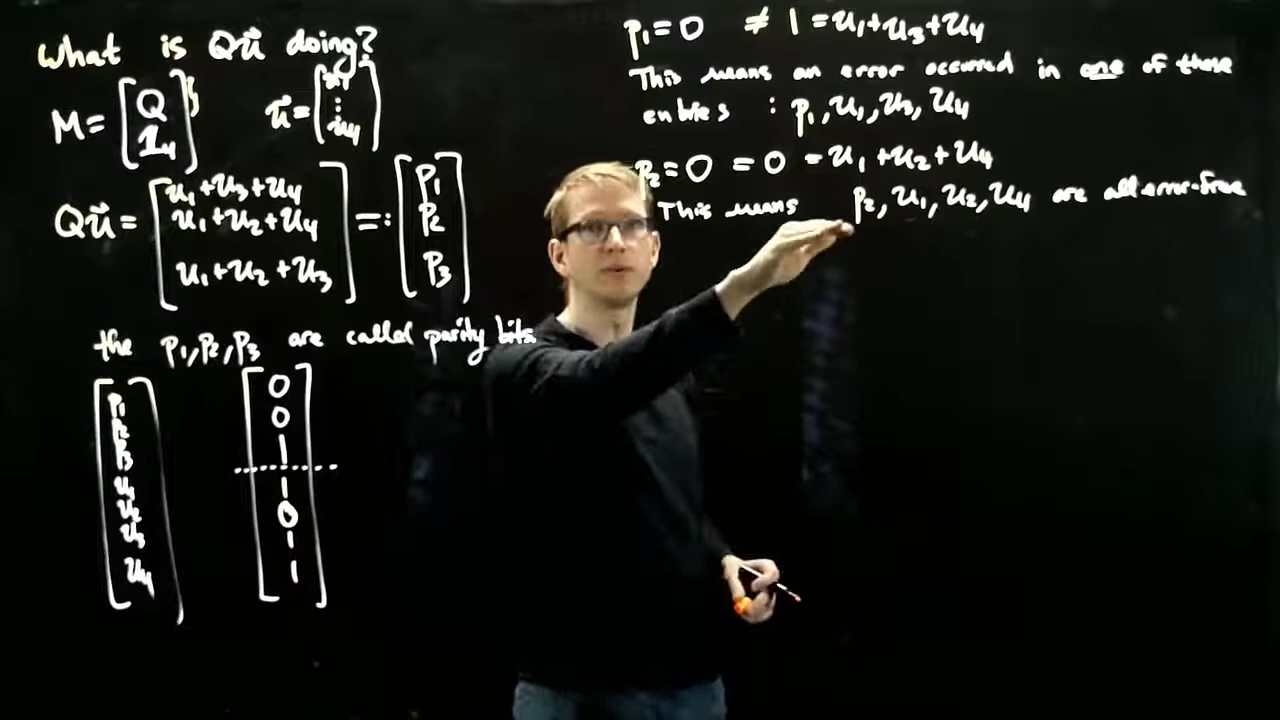 What is Qu⃗ doing?
M = [Q
1₄]
u⃗ = [u₁
⋮
u₄]
Qu⃗ = [u₁+u₃+u₄
u₁+u₂+u₄
u₁+u₂+u₃] =: [p₁
p₂
p₃]
the p₁, p₂, p₃ are called parity bits
[p₁
p₂
p₃
u₁
u₂
u₃
u₄]
[0
0
1
1
0
1
1]
p₁ = 0 ≠ 1 = u₁+u₃+u₄
This means an error occurred in one of these
entries : p₁, u₁, u₃, u₄
p₂ = 0 = 0 = u₁+u₂+u₄
This means p₂, u₁, u₂, u₄ are all error-free